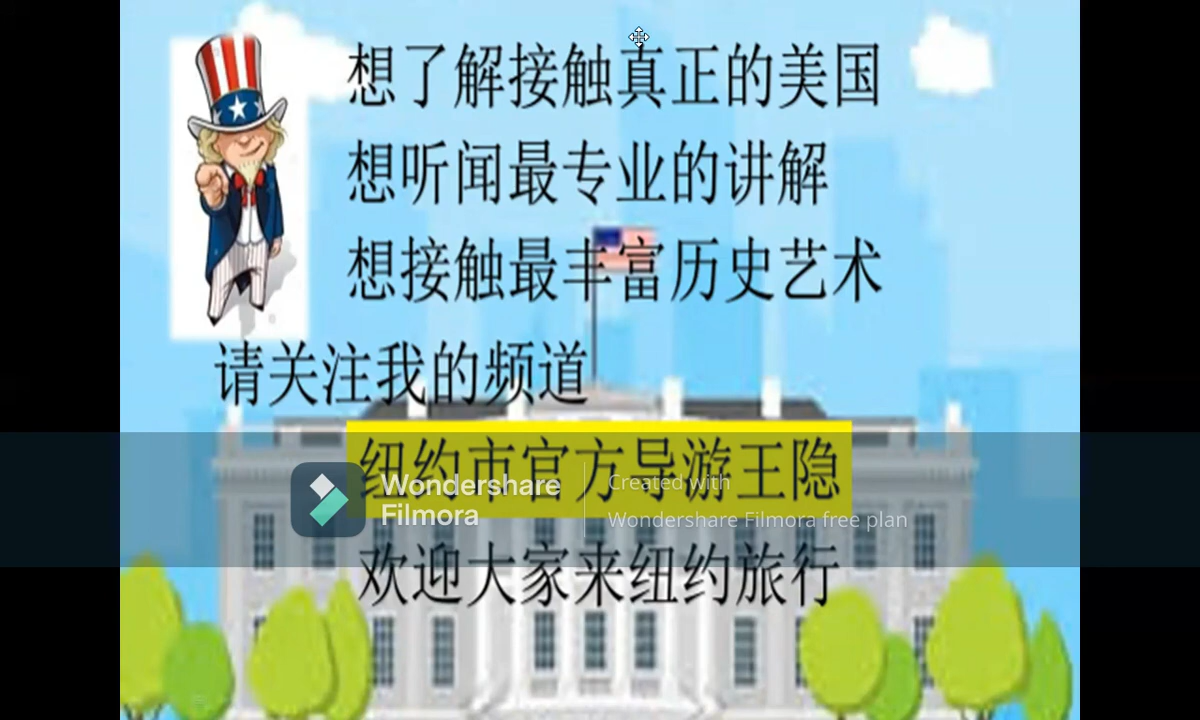 想了解接触真正的美国
想听闻最专业的讲解
想接触最丰富历史艺术
请关注我的频道
纽约市官方导游王隐
Wondershare
Filmora
Created with
Wondershare Filmora free plan
欢迎大家来纽约旅行